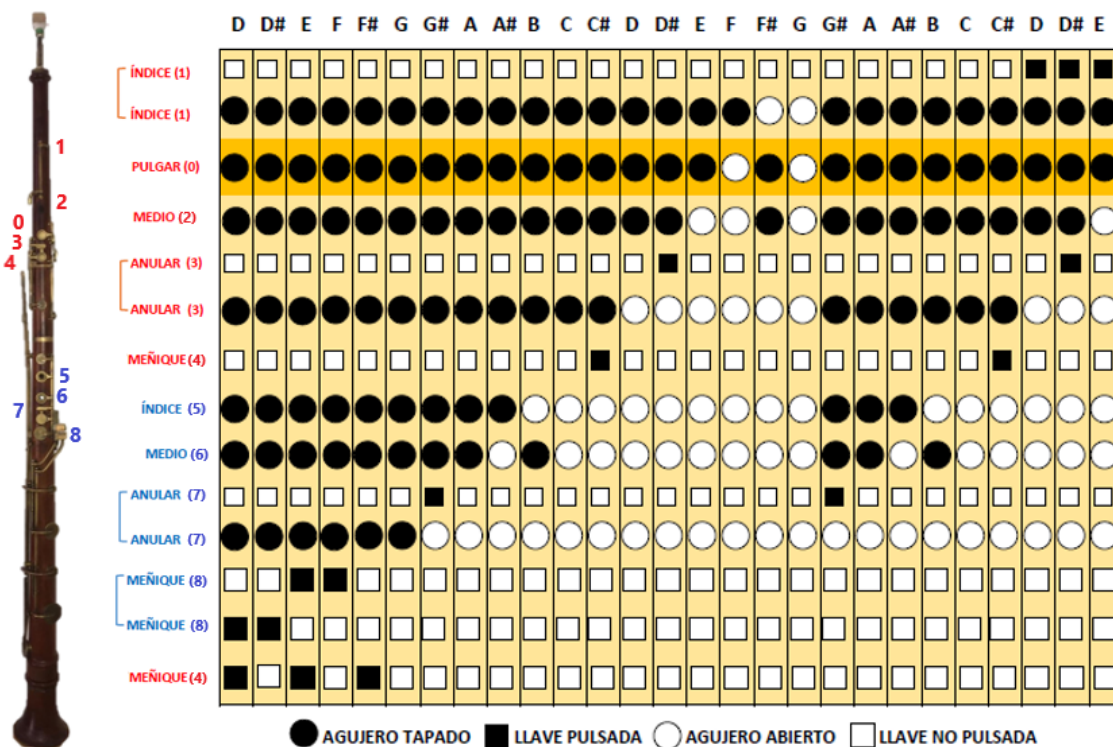 D D# E F F# G G# A A# B C C# D D# E F F# G G# A A# B C C# D D# E
ÍNDICE (1)
ÍNDICE (1)
1
PULGAR (0)
2
MEDIO (2)
0
3
4
ANULAR (3)
ANULAR (3)
MEÑIQUE (4)
5
6
ÍNDICE (5)
7
8
MEDIO (6)
ANULAR (7)
ANULAR (7)
MEÑIQUE (8)
MEÑIQUE (8)
MEÑIQUE (4)
AGUJERO TAPADO LLAVE PULSADA AGUJERO ABIERTO LLAVE NO PULSADA